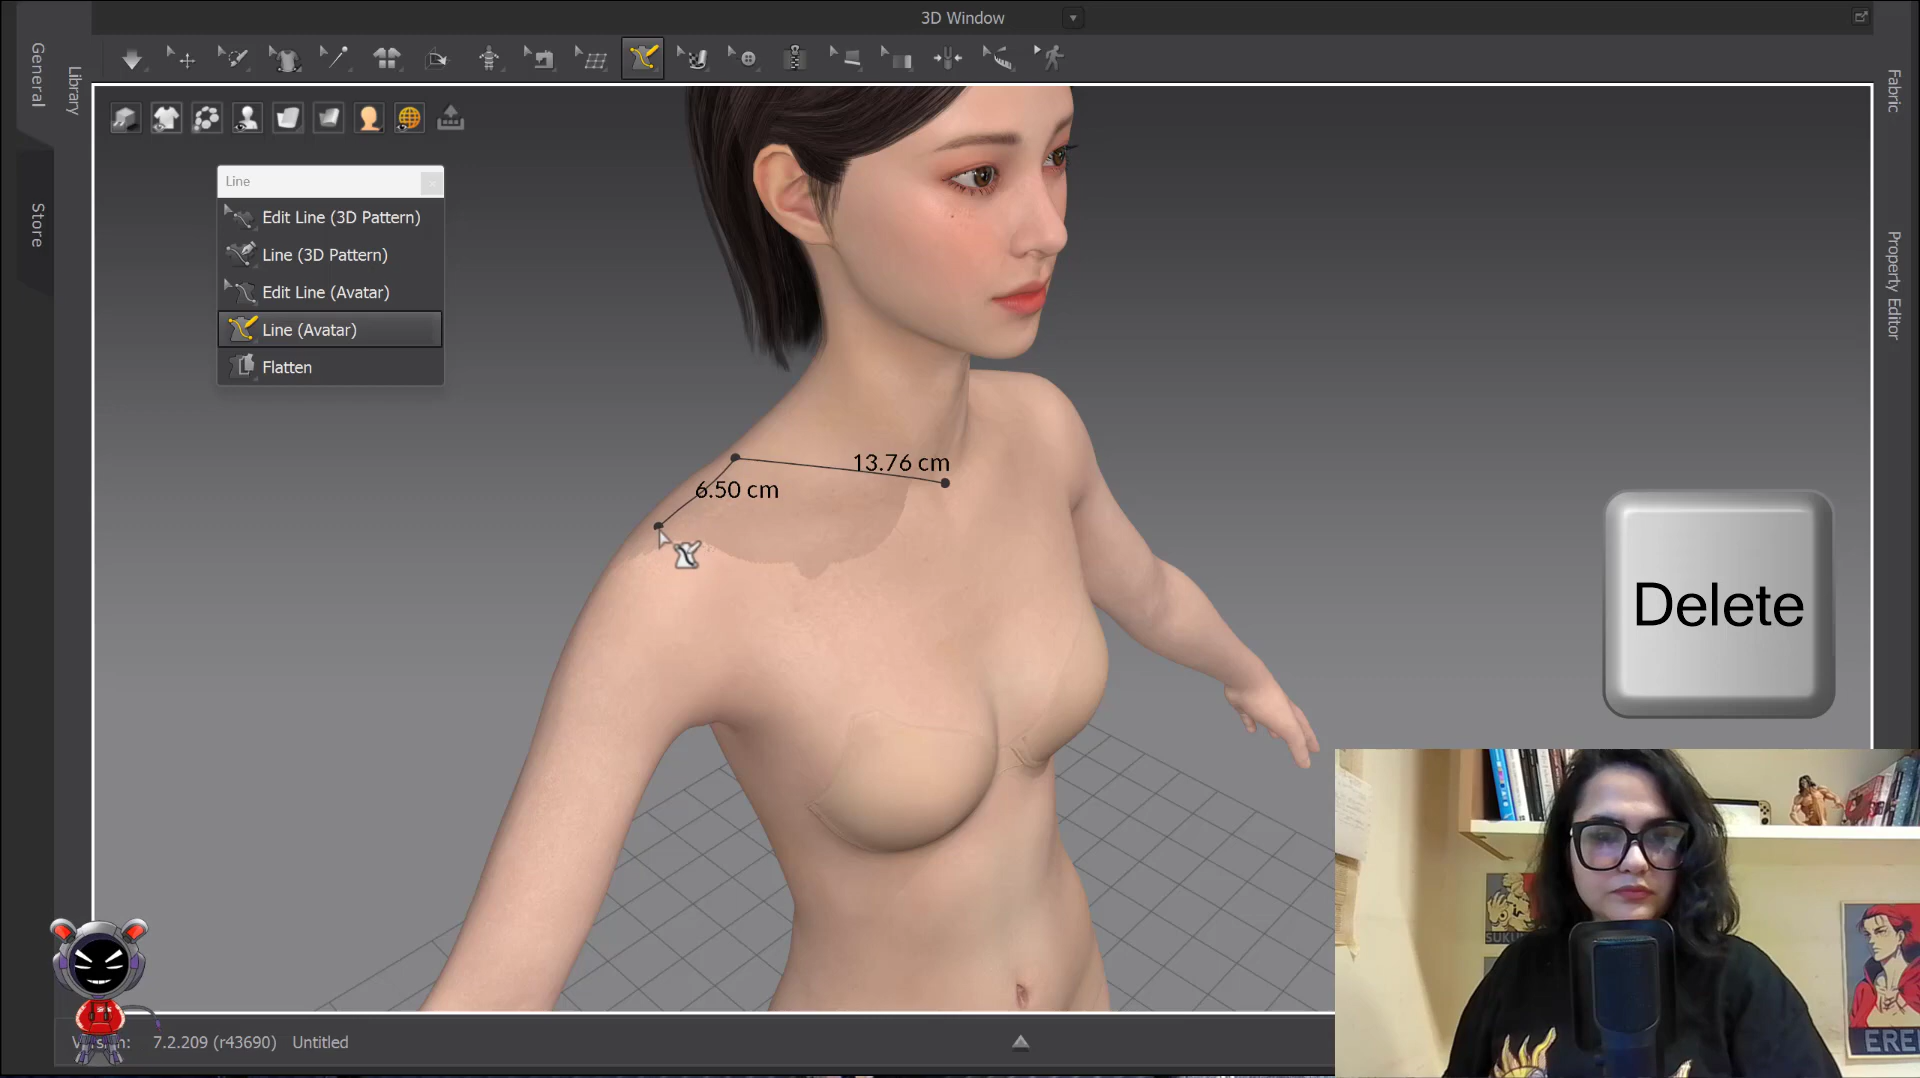 3D Window
General
Library
Store
Fabric
Property Editor
Line
Edit Line (3D Pattern)
Line (3D Pattern)
Edit Line (Avatar)
Line (Avatar)
Flatten
13.76 cm
6.50 cm
Delete
7.2.209 (r43690)
Untitled